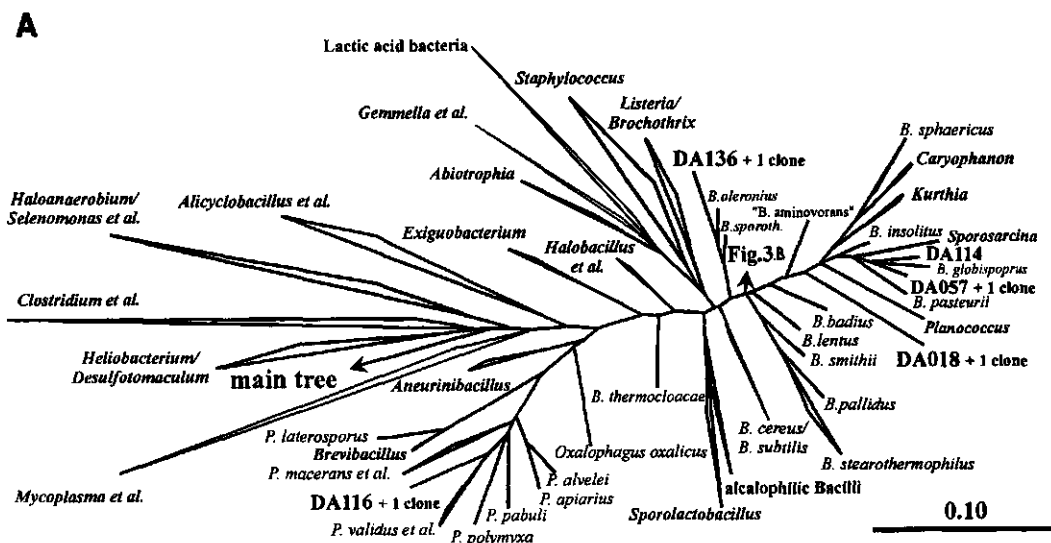 A
Lactic acid bacteria
Staphylococcus
Gemmella et al.
Listeria/
Brochothrix
B. sphaericus
DA136 + 1 clone
Caryophanon
Abiotrophia
Haloanaerobium/
Selenomonas et al.
Alicyclobacillus et al.
B.oleronius
Kurthia
"B. aminovorans"
Exiguobacterium
B.sporoth.
B. insolitus
Sporosarcina
Halobacillus
et al.
Fig.3B
DA114
B. globispoprus
DA057 + 1 clone
B. pasteurii
Clostridium et al.
Planococcus
B.badius
B.lentus
B. smithii
DA018 + 1 clone
Heliobacterium/
Desulfotomaculum
main tree
Aneurinibacillus
B. thermocloacae
B.pallidus
B. cereus/
B. subtilis
P. laterosporus
Brevibacillus
Oxalophagus oxalicus
B. stearothermophilus
P. macerans et al.
P. alvelei
P. apiarius
alcalophilic Bacilli
Mycoplasma et al.
DA116 + 1 clone
P. pabuli
Sporolactobacillus
0.10
P. validus et al.
P. polymyxa